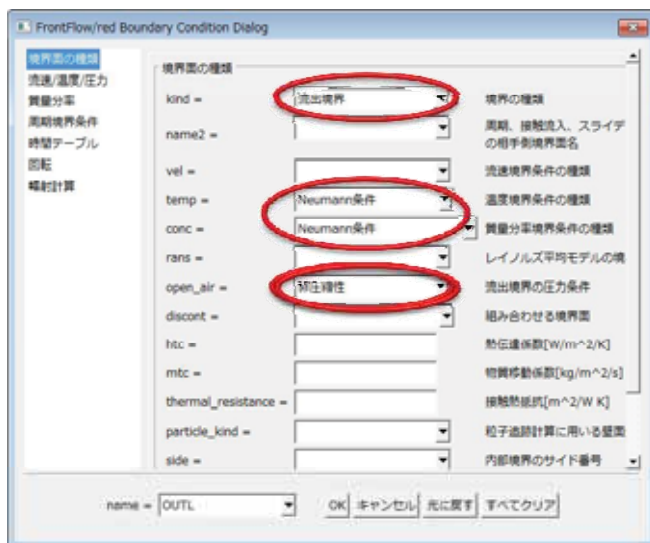 FrontFlow/red Boundary Condition Dialog
境界面の種類
流速/温度/圧力
質量分率
周期境界条件
時間テーブル
回転
輻射計算
境界面の種類
kind = 流出境界 境界の種類
name2 = 周期、接触流入、スライデ
の相手側境界面名
vel = 流速境界条件の種類
temp = Neumann条件 温度境界条件の種類
conc = Neumann条件 質量分率境界条件の種類
rans = レイノルズ平均モデルの境
open_air = 非圧縮性 流出境界の圧力条件
discont = 組み合わせる境界面
htc = 熱伝達係数[W/m^2/K]
mtc = 物質移動係数[kg/m^2/s]
thermal_resistance = 接触熱抵抗[m^2/W K]
particle_kind = 粒子追跡計算に用いる壁面
side = 内部境界のサイド番号
name = OUTL OK キャンセル 元に戻す すべてクリア